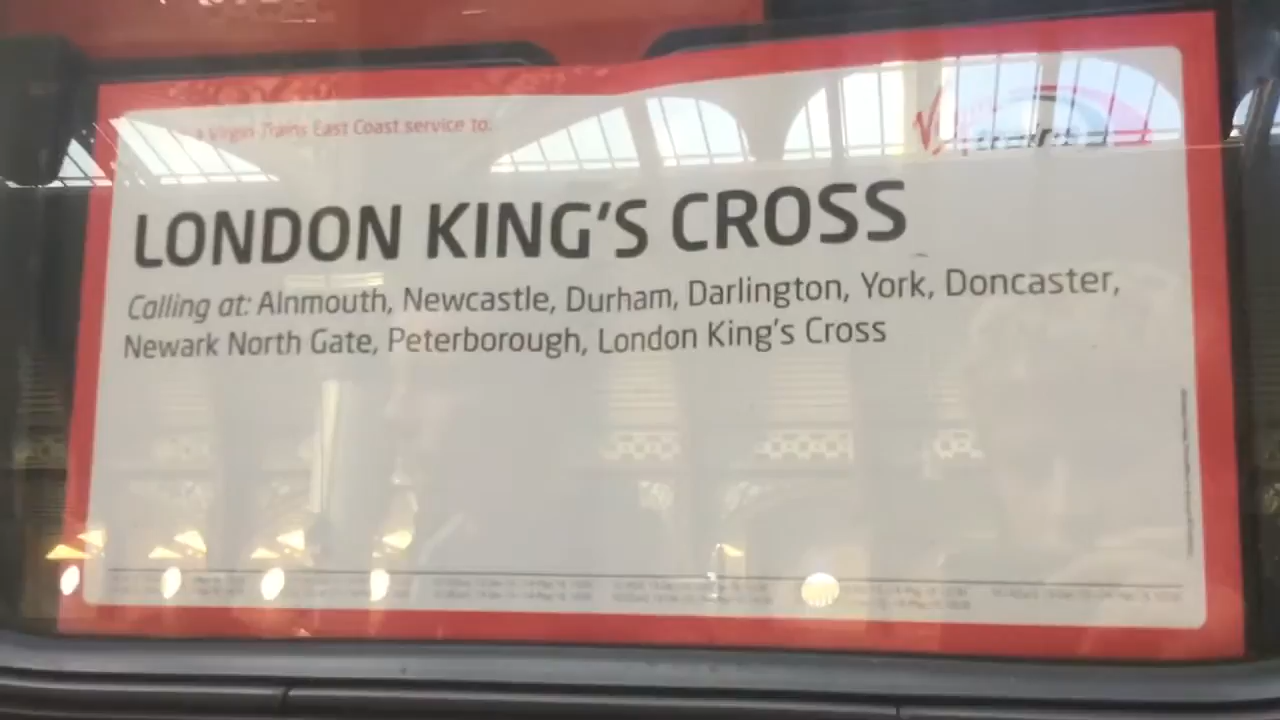 a Virgin Trains East Coast service to:
LONDON KING'S CROSS
Calling at: Alnmouth, Newcastle, Durham, Darlington, York, Doncaster,
Newark North Gate, Peterborough, London King's Cross